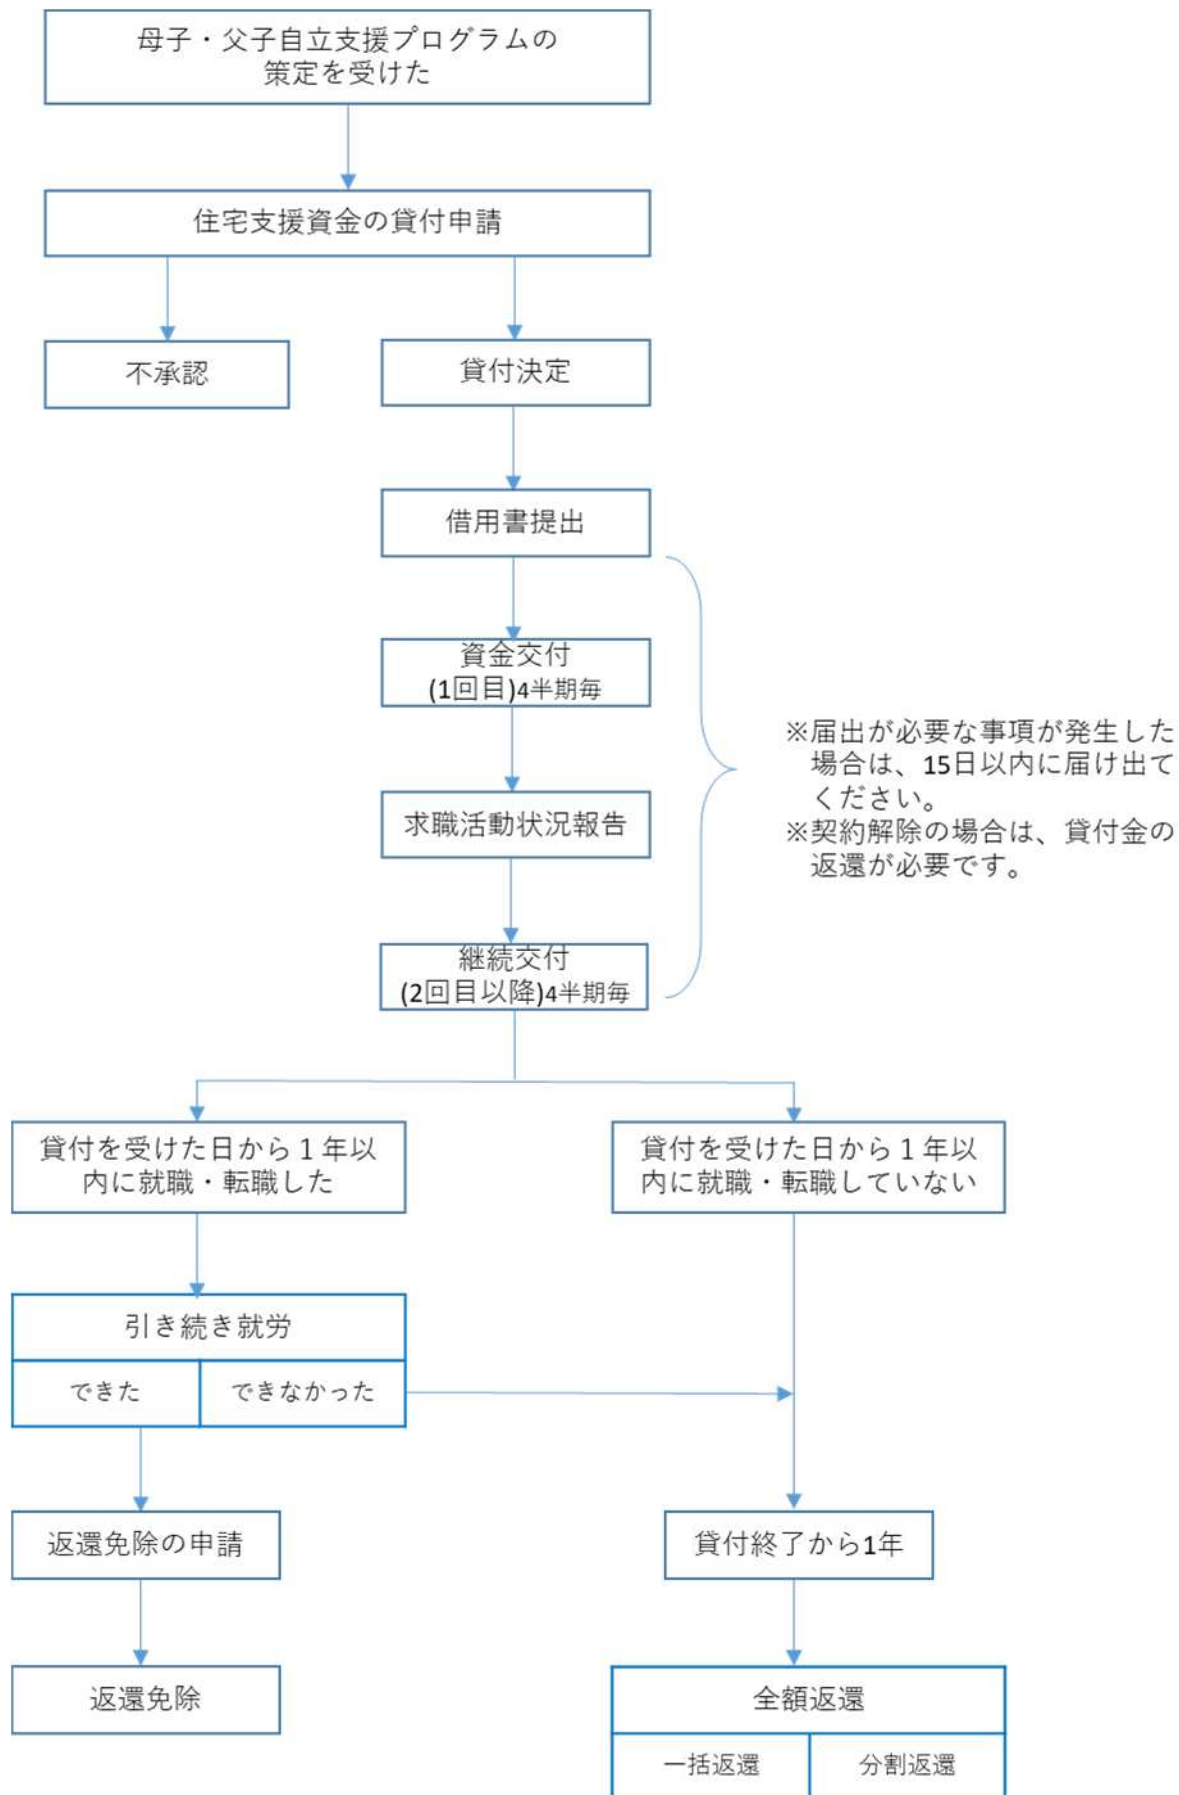 母子・父子自立支援プログラムの
策定を受けた
住宅支援資金の貸付申請
不承認
貸付決定
借用書提出
資金交付
(1回目)4半期毎
※届出が必要な事項が発生した
場合は、15日以内に届け出て
ください。
※契約解除の場合は、貸付金の
返還が必要です。
求職活動状況報告
継続交付
(2回目以降)4半期毎
貸付を受けた日から１年以
内に就職・転職した
貸付を受けた日から１年以
内に就職・転職していない
引き続き就労
できた
できなかった
返還免除の申請
貸付終了から1年
返還免除
全額返還
一括返還
分割返還